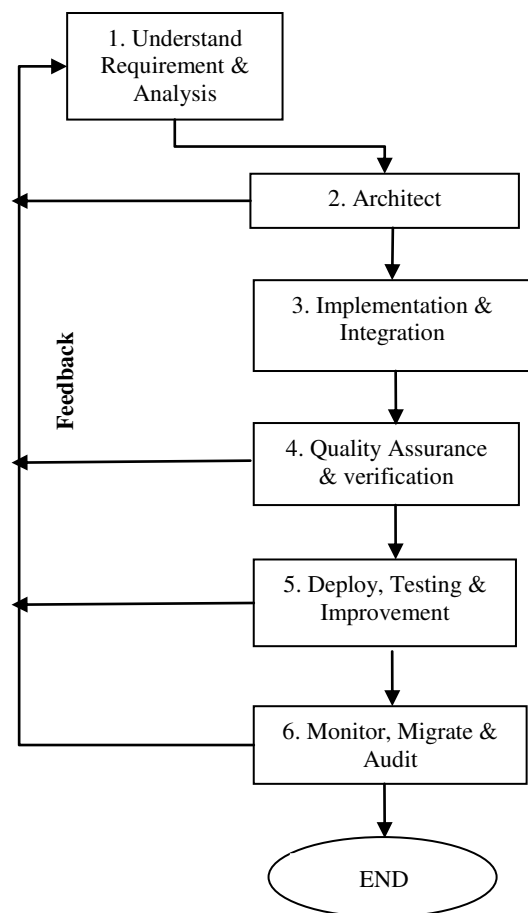 1. Understand
Requirement &
Analysis
2. Architect
3. Implementation &
Integration
Feedback
4. Quality Assurance
& verification
5. Deploy, Testing &
Improvement
6. Monitor, Migrate &
Audit
END